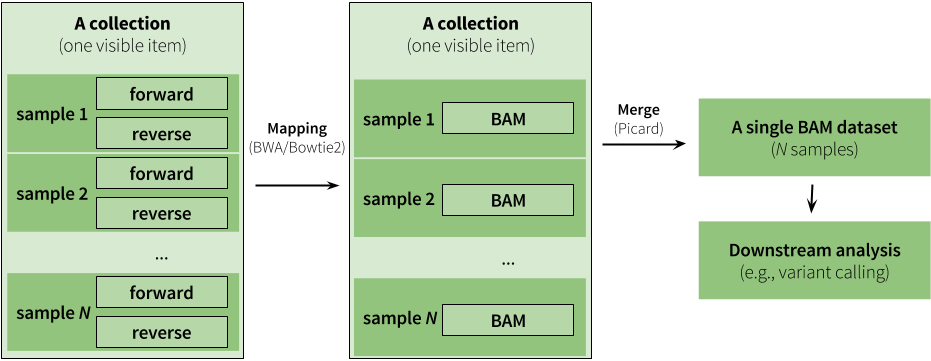 A collection
(one visible item)
sample 1
forward
reverse
sample 2
forward
reverse
...
sample N
forward
reverse
Mapping
(BWA/Bowtie2)
A collection
(one visible item)
sample 1
BAM
sample 2
BAM
...
sample N
BAM
Merge
(Picard)
A single BAM dataset
(N samples)
Downstream analysis
(e.g., variant calling)